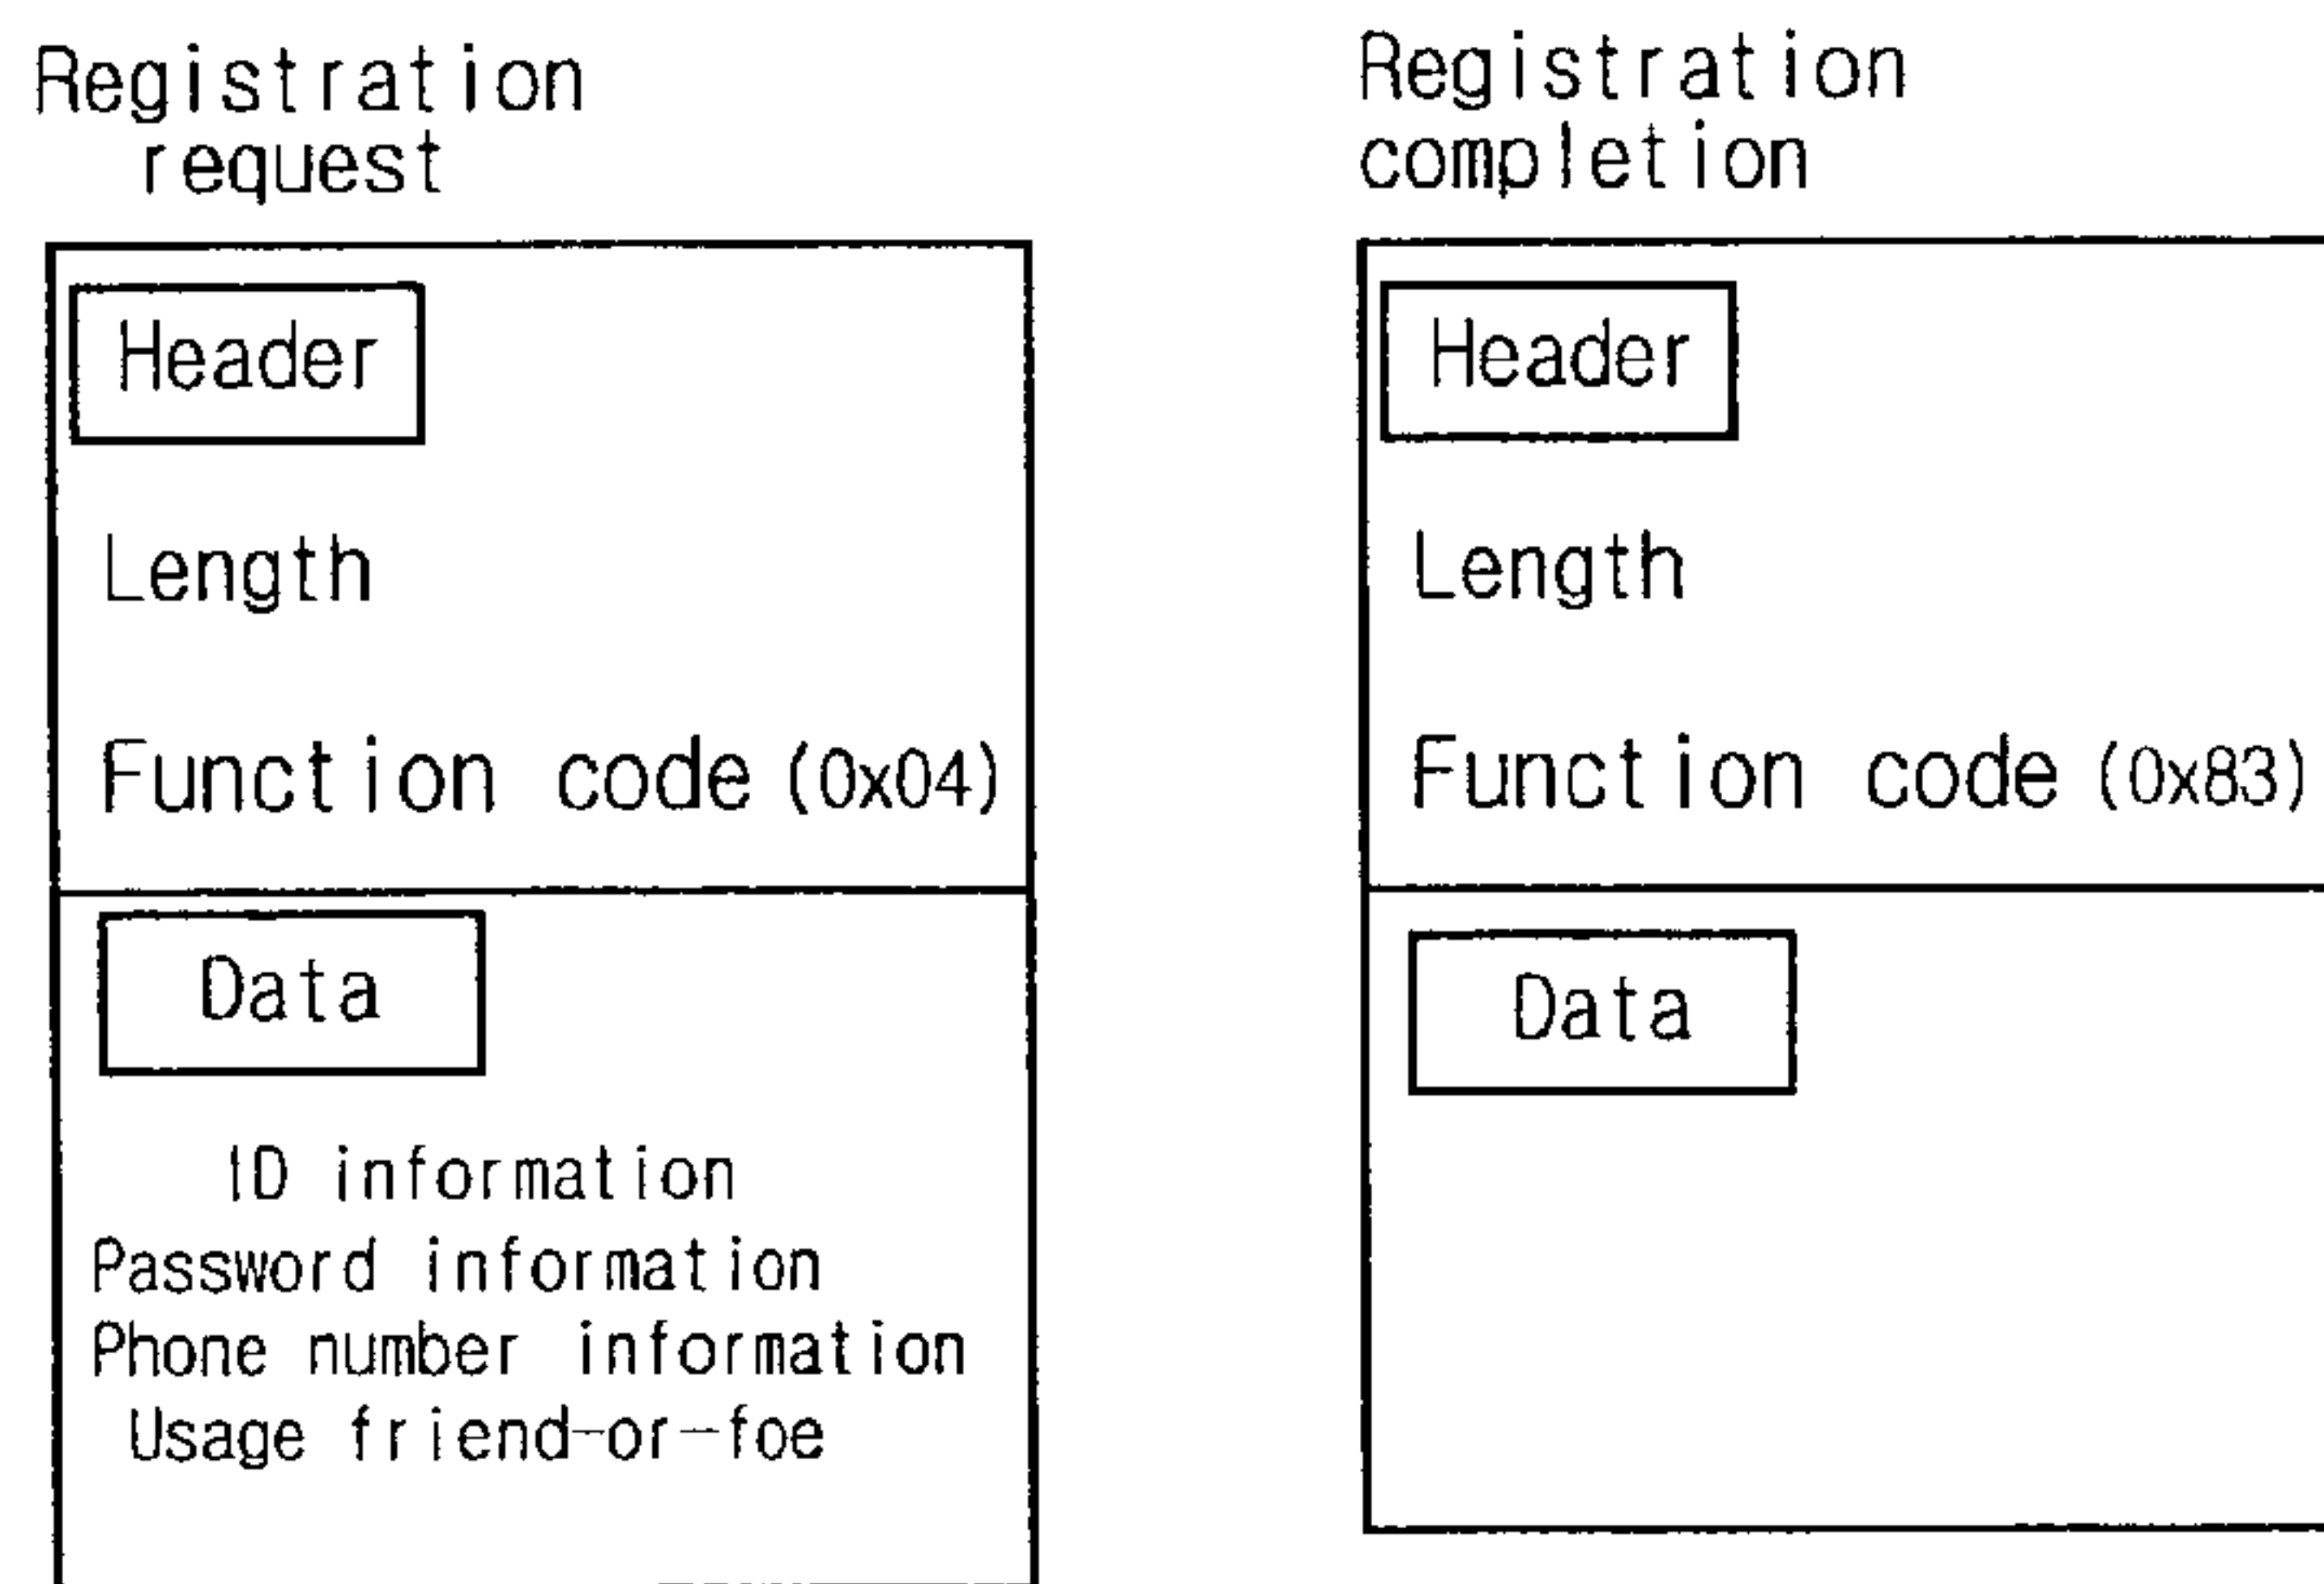 Registration
request
Header
Length
Function code (0x04)
Data
ID information
Password information
Phone number information
Usage friend-or-foe
Registration
completion
Header
Length
Function code (0x83)
Data